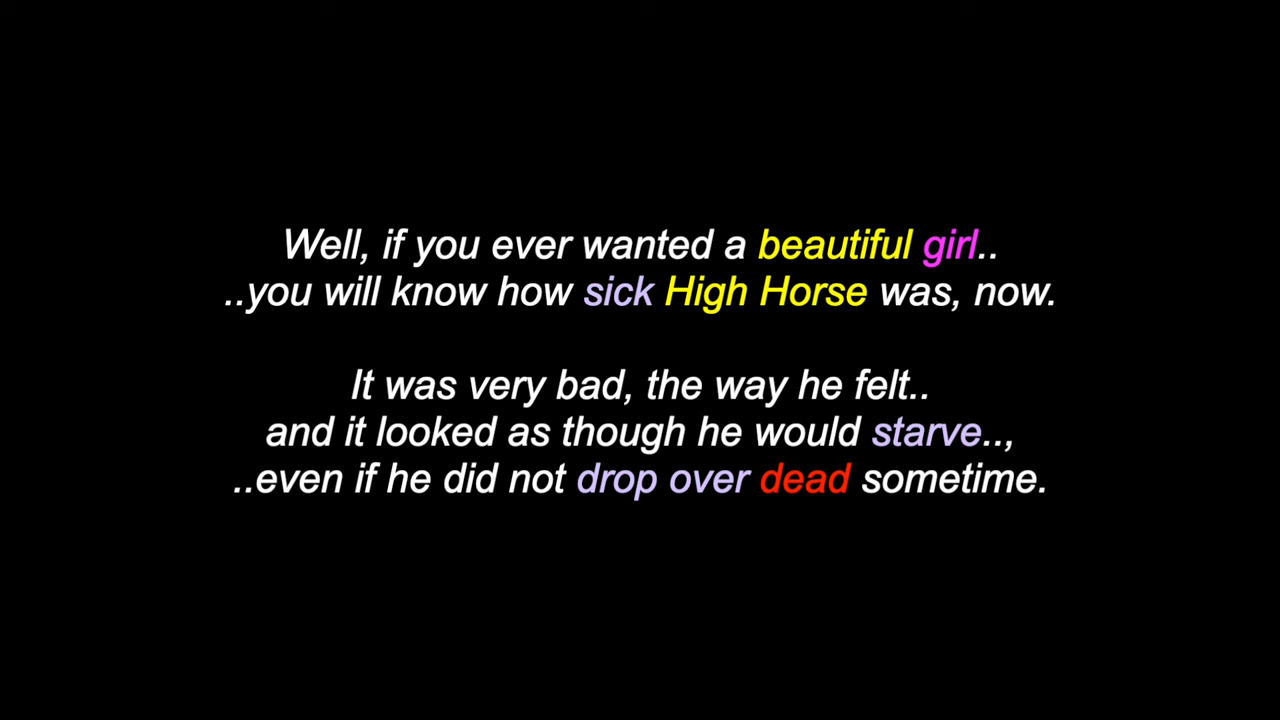 Well, if you ever wanted a beautiful girl..
..you will know how sick High Horse was, now.
It was very bad, the way he felt..
and it looked as though he would starve..,
..even if he did not drop over dead sometime.